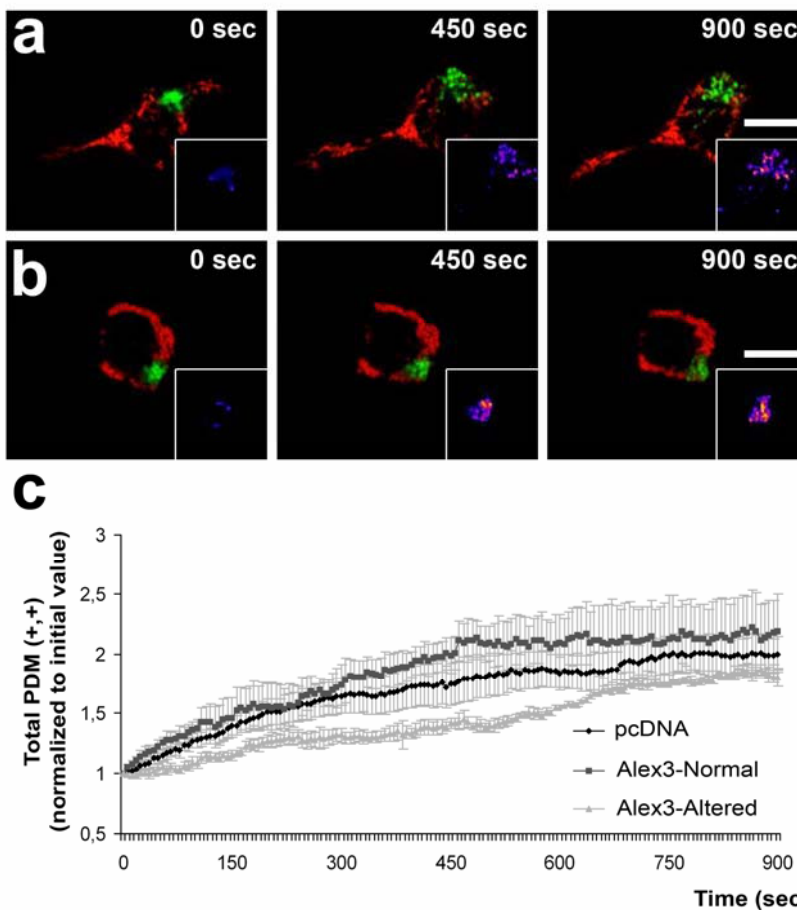 a
0 sec
450 sec
900 sec
b
0 sec
450 sec
900 sec
c
Total PDM (+,+)
(normalized to initial value)
3
2,5
2
1,5
1
0,5
pcDNA
Alex3-Normal
Alex3-Altered
0 150 300 450 600 750 900
Time (sec